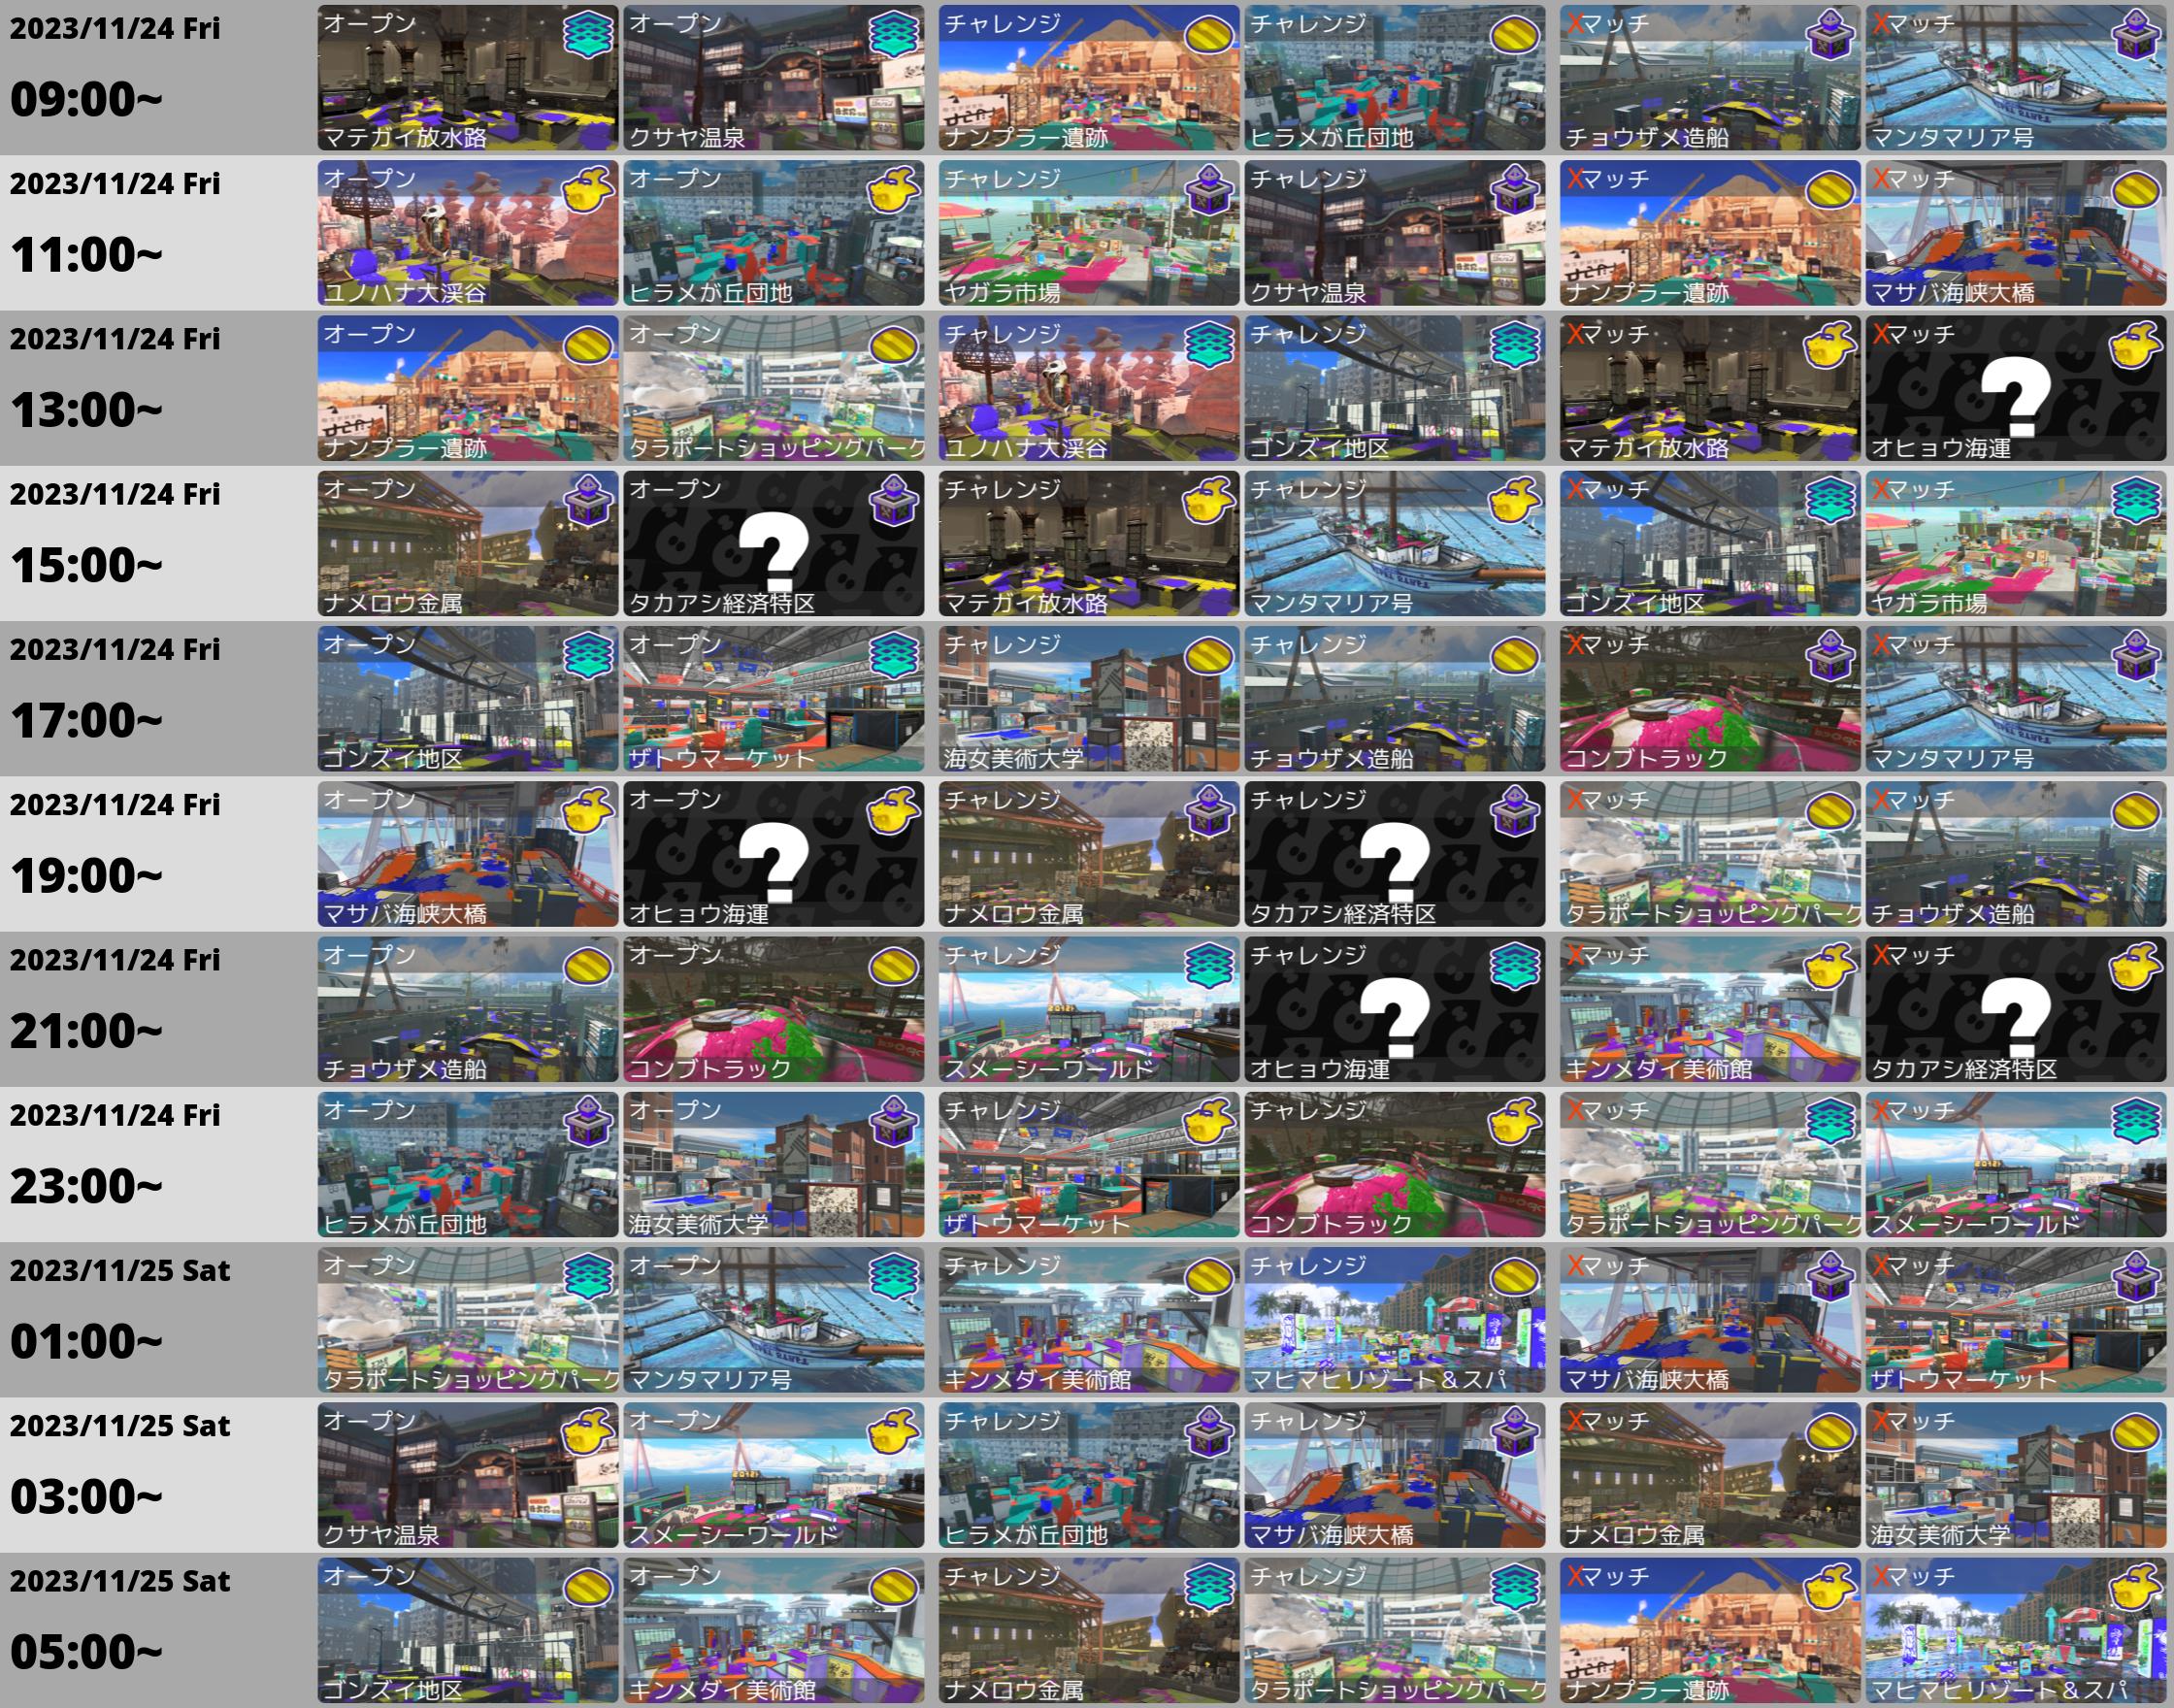 2023/11/24 Fri
09:00~
オープン
マテガイ放水路
オープン
クサヤ温泉
チャレンジ
ナンプラー遺跡
チャレンジ
ヒラメが丘団地
Xマッチ
チョウザメ造船
Xマッチ
マンタマリア号
2023/11/24 Fri
11:00~
オープン
ユノハナ大渓谷
オープン
ヒラメが丘団地
チャレンジ
ヤガラ市場
チャレンジ
クサヤ温泉
Xマッチ
ナンプラー遺跡
Xマッチ
マサバ海峡大橋
2023/11/24 Fri
13:00~
オープン
ナンプラー遺跡
オープン
タラポートショッピングパーク
チャレンジ
ユノハナ大渓谷
チャレンジ
ゴンズイ地区
Xマッチ
マテガイ放水路
Xマッチ
?
オヒョウ海運
2023/11/24 Fri
15:00~
オープン
ナメロウ金属
オープン
?
タカアシ経済特区
チャレンジ
マテガイ放水路
チャレンジ
マンタマリア号
Xマッチ
ゴンズイ地区
Xマッチ
ヤガラ市場
2023/11/24 Fri
17:00~
オープン
ゴンズイ地区
オープン
ザトウマーケット
チャレンジ
海女美術大学
チャレンジ
チョウザメ造船
Xマッチ
コンブトラック
Xマッチ
マンタマリア号
2023/11/24 Fri
19:00~
オープン
マサバ海峡大橋
オープン
?
オヒョウ海運
チャレンジ
ナメロウ金属
チャレンジ
?
タカアシ経済特区
Xマッチ
タラポートショッピングパーク
Xマッチ
チョウザメ造船
2023/11/24 Fri
21:00~
オープン
チョウザメ造船
オープン
コンブトラック
チャレンジ
スメーシーワールド
チャレンジ
?
オヒョウ海運
Xマッチ
キンメダイ美術館
Xマッチ
?
タカアシ経済特区
2023/11/24 Fri
23:00~
オープン
ヒラメが丘団地
オープン
海女美術大学
チャレンジ
ザトウマーケット
チャレンジ
コンブトラック
Xマッチ
タラポートショッピングパーク
Xマッチ
スメーシーワールド
2023/11/25 Sat
01:00~
オープン
タラポートショッピングパーク
オープン
マンタマリア号
チャレンジ
キンメダイ美術館
チャレンジ
マヒマヒリゾート＆スパ
Xマッチ
マサバ海峡大橋
Xマッチ
ザトウマーケット
2023/11/25 Sat
03:00~
オープン
クサヤ温泉
オープン
スメーシーワールド
チャレンジ
ヒラメが丘団地
チャレンジ
マサバ海峡大橋
Xマッチ
ナメロウ金属
Xマッチ
海女美術大学
2023/11/25 Sat
05:00~
オープン
ゴンズイ地区
オープン
キンメダイ美術館
チャレンジ
ナメロウ金属
チャレンジ
タラポートショッピングパーク
Xマッチ
ナンプラー遺跡
Xマッチ
マヒマヒリゾート＆スパ